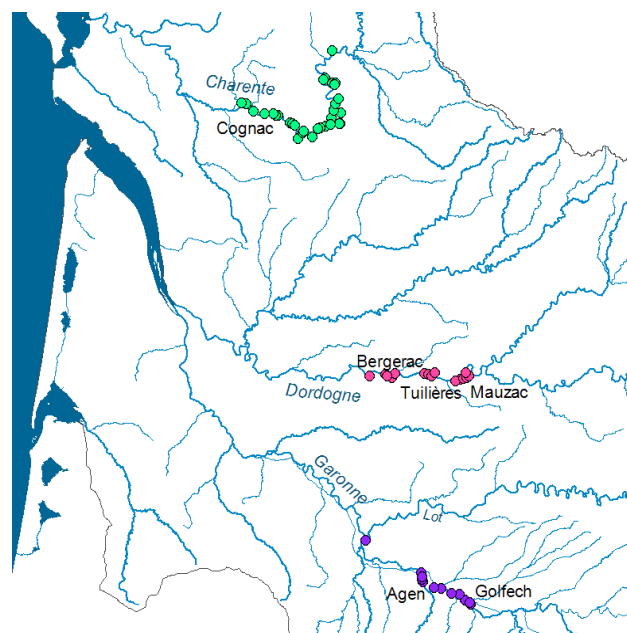 Charente
Cognac
Bergerac
Dordogne
Tuilières
Mauzac
Garonne
Lot
Agen
Golfech